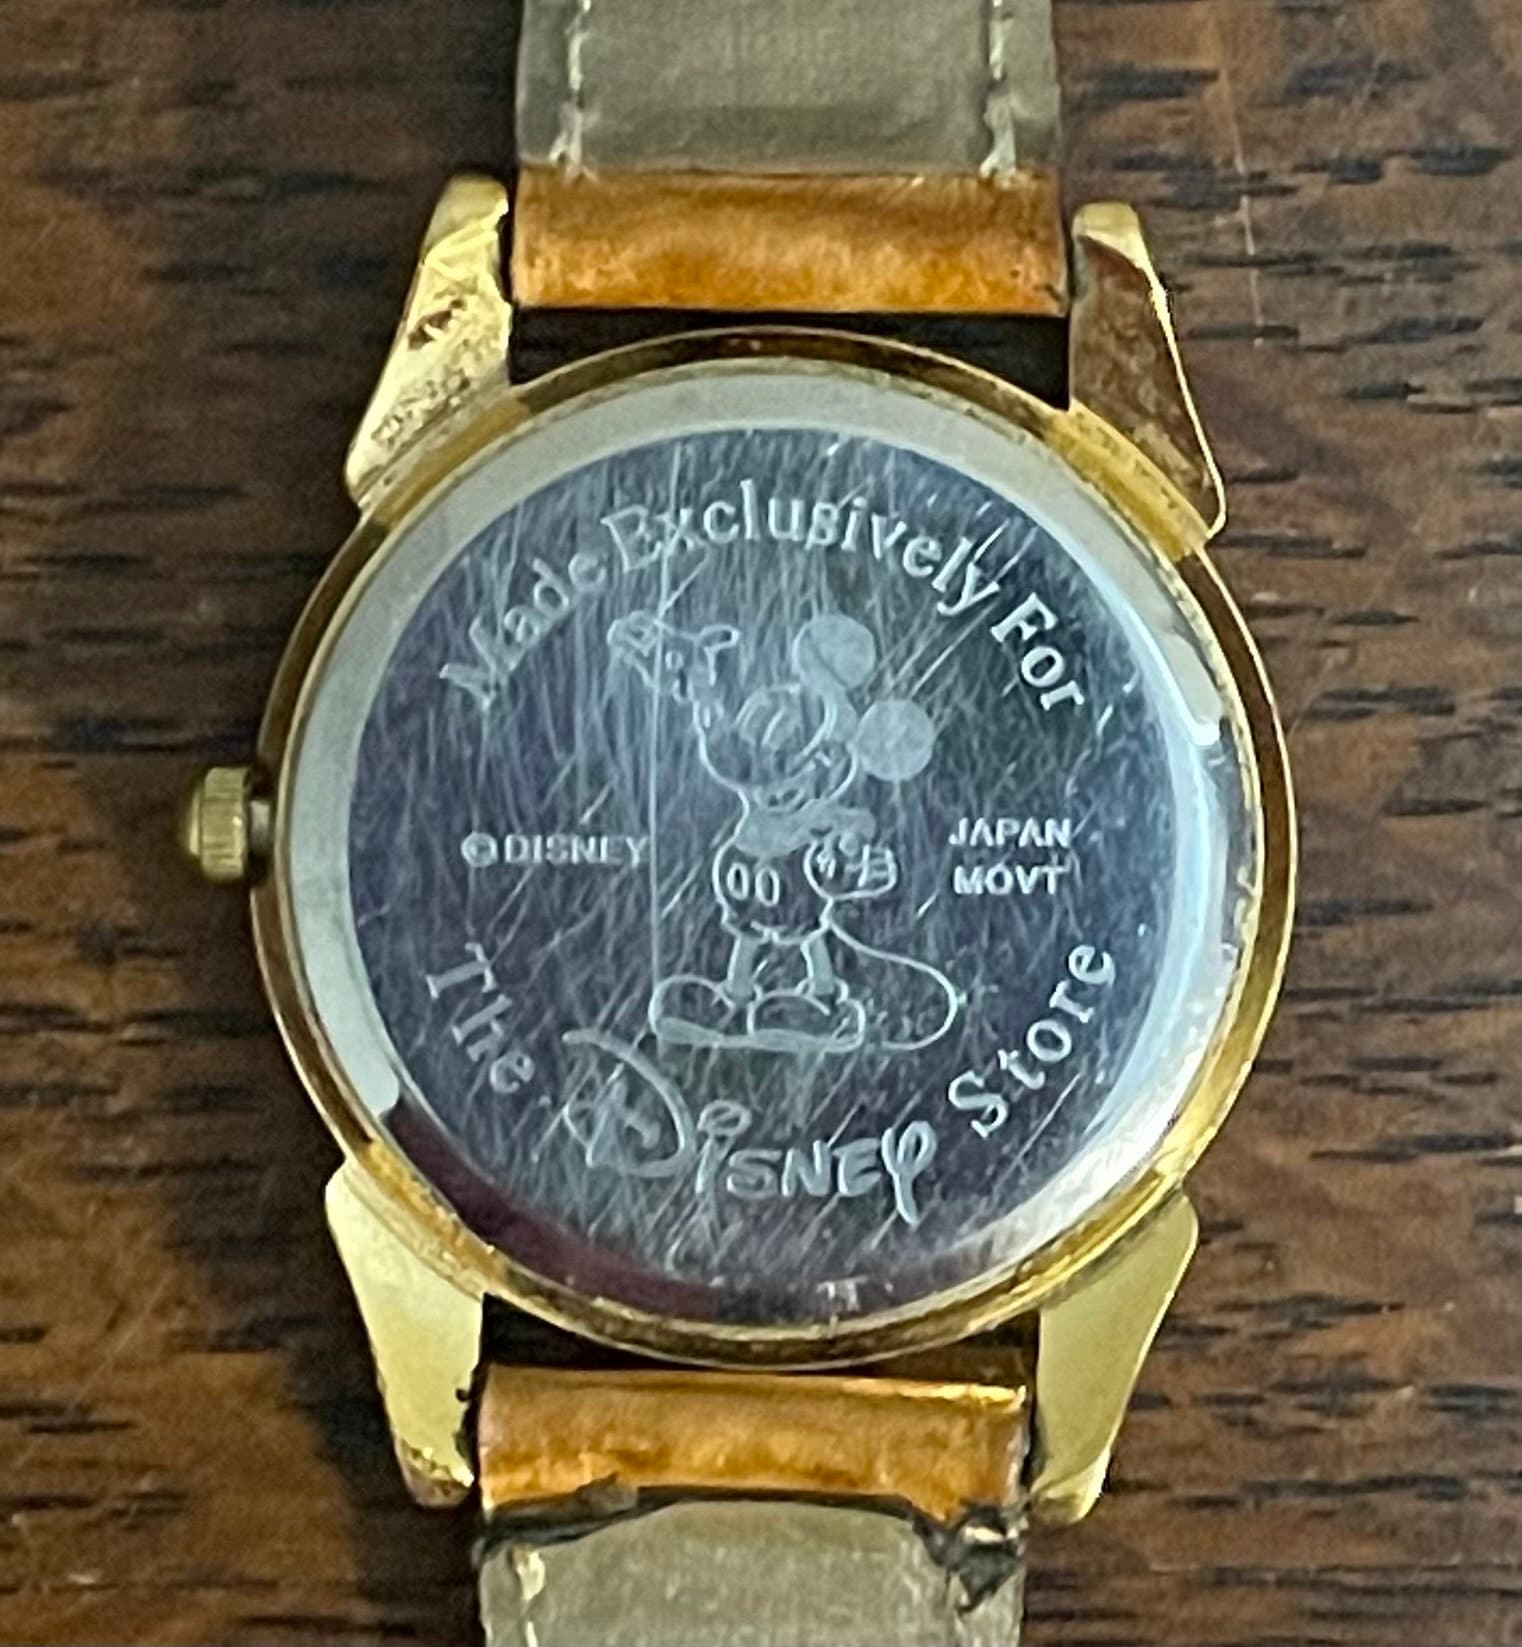 Made Exclusively For
©DISNEY
JAPAN
MOVT
The Disney Store